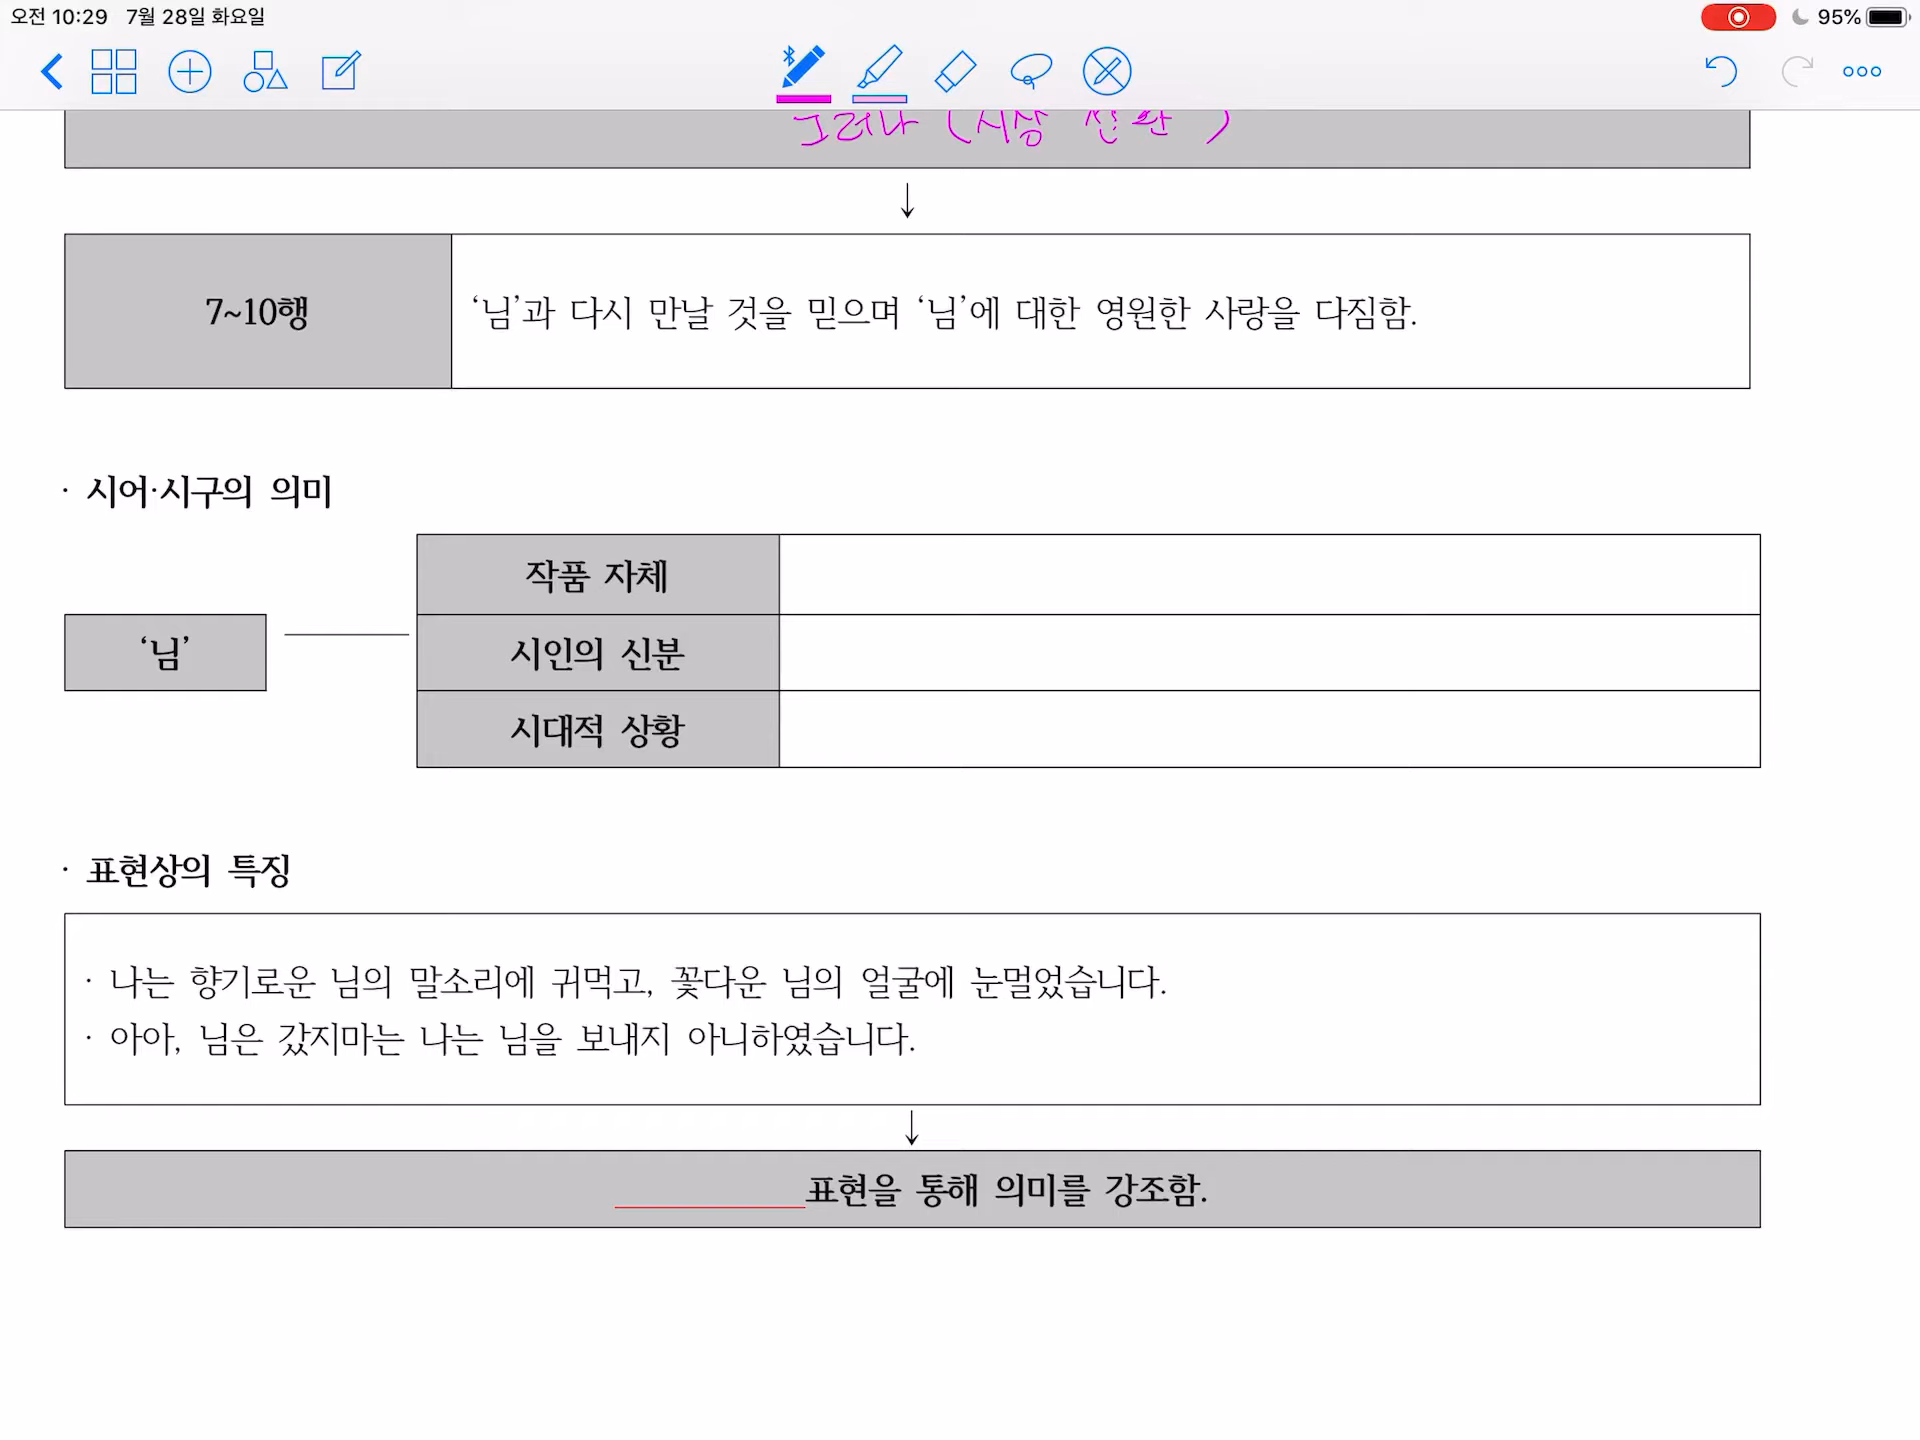 오전 10:29 7월 28일 화요일
95%
그러나 (시상 전환)
7~10행
‘님’과 다시 만날 것을 믿으며 ‘님’에 대한 영원한 사랑을 다짐함.
· 시어·시구의 의미
‘님’
작품 자체
시인의 신분
시대적 상황
· 표현상의 특징
· 나는 향기로운 님의 말소리에 귀먹고, 꽃다운 님의 얼굴에 눈멀었습니다.
· 아아, 님은 갔지마는 나는 님을 보내지 아니하였습니다.
표현을 통해 의미를 강조함.